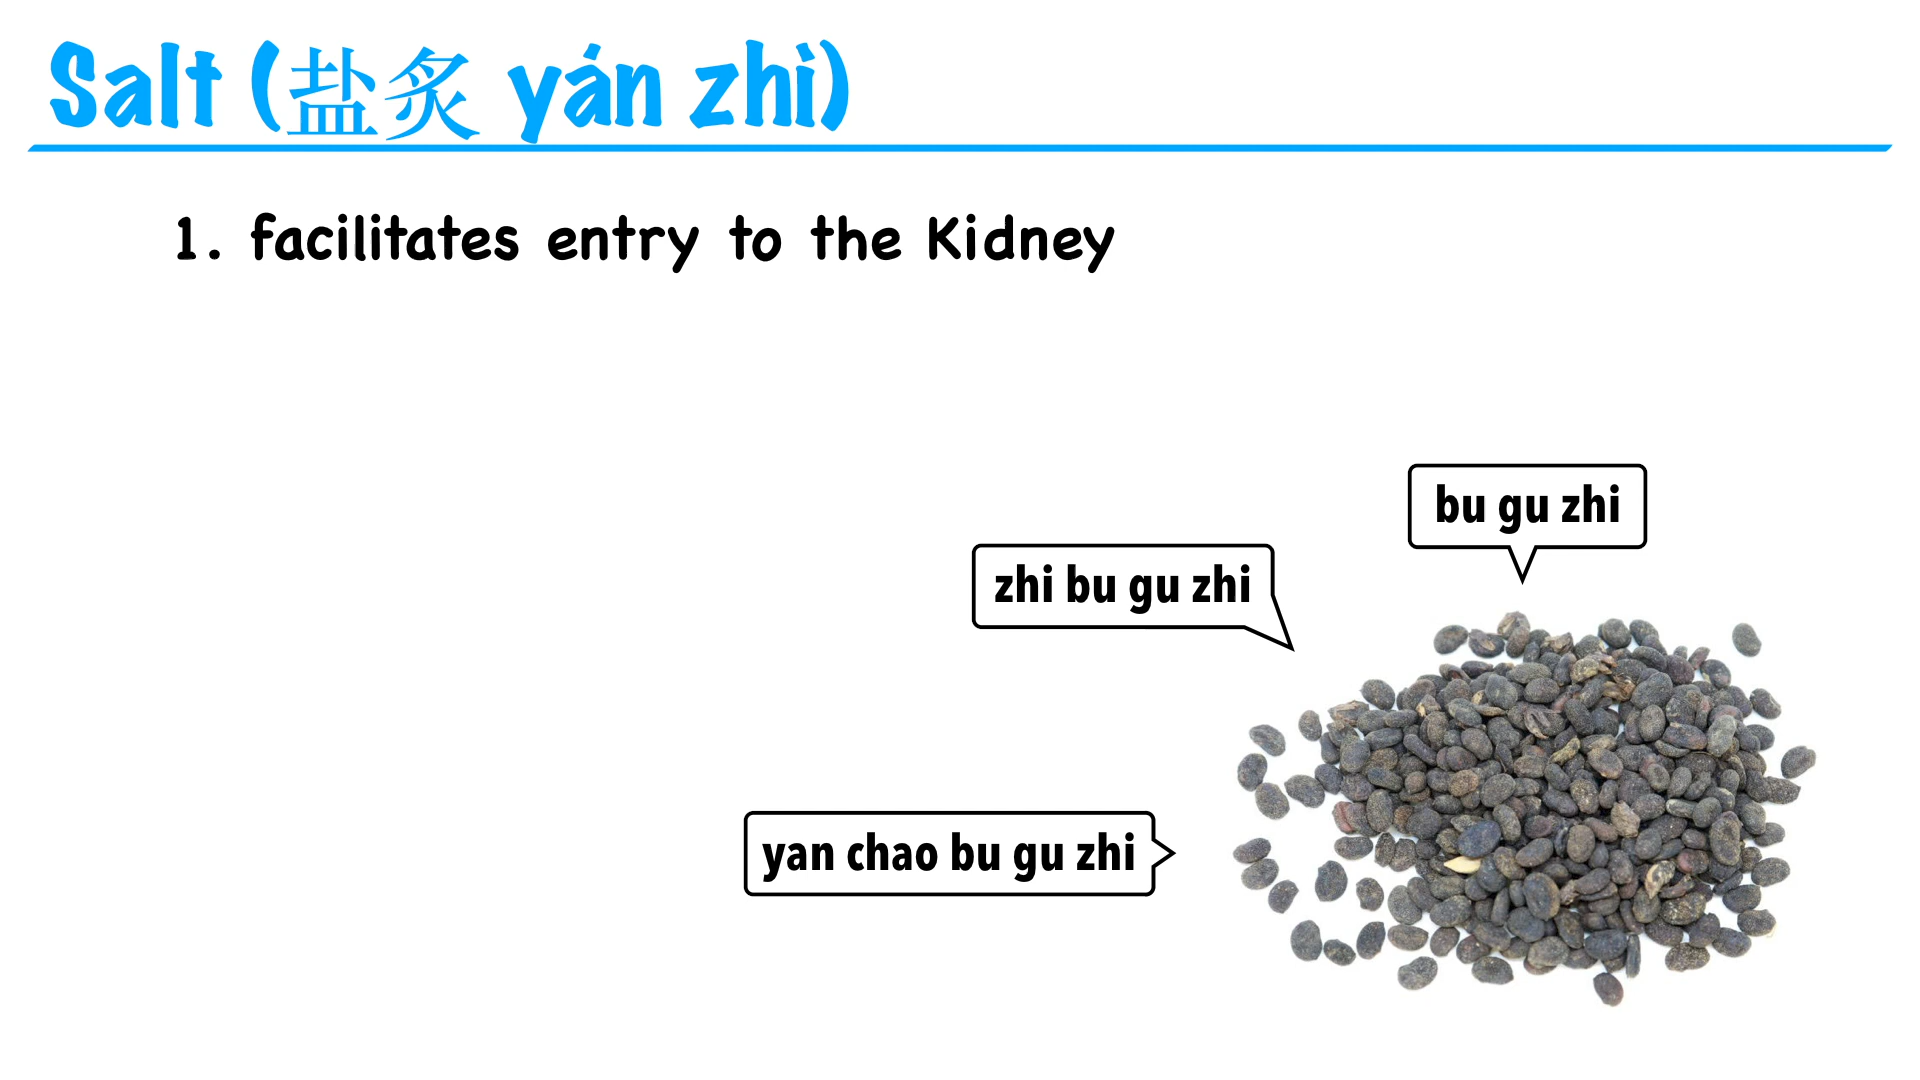 Salt (盐炙 yán zhì)
1. facilitates entry to the Kidney
bu gu zhi
zhi bu gu zhi
yan chao bu gu zhi